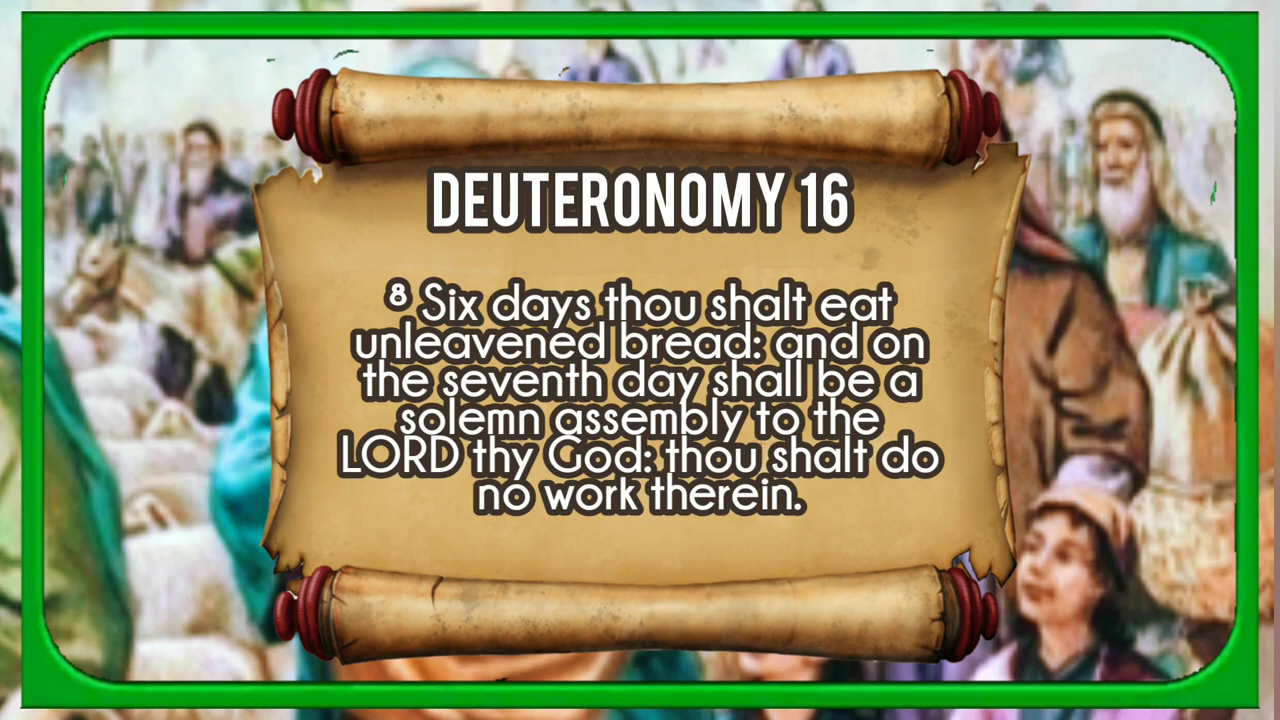 DEUTERONOMY 16
⁸ Six days thou shalt eat
unleavened bread: and on
the seventh day shall be a
solemn assembly to the
LORD thy God: thou shalt do
no work therein.